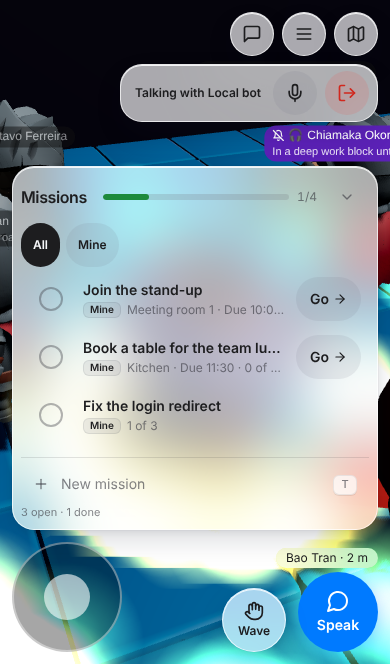 Talking with Local bot
tavo Ferreira
Chiamaka Okor
In a deep work block unt
an
Missions
1/4
All
Mine
Join the stand-up
Mine
Meeting room 1 · Due 10:0...
Go →
Book a table for the team lu...
Mine
Kitchen · Due 11:30 · 0 of ...
Go →
Fix the login redirect
Mine
1 of 3
+ New mission
T
3 open · 1 done
Bao Tran · 2 m
Wave
Speak